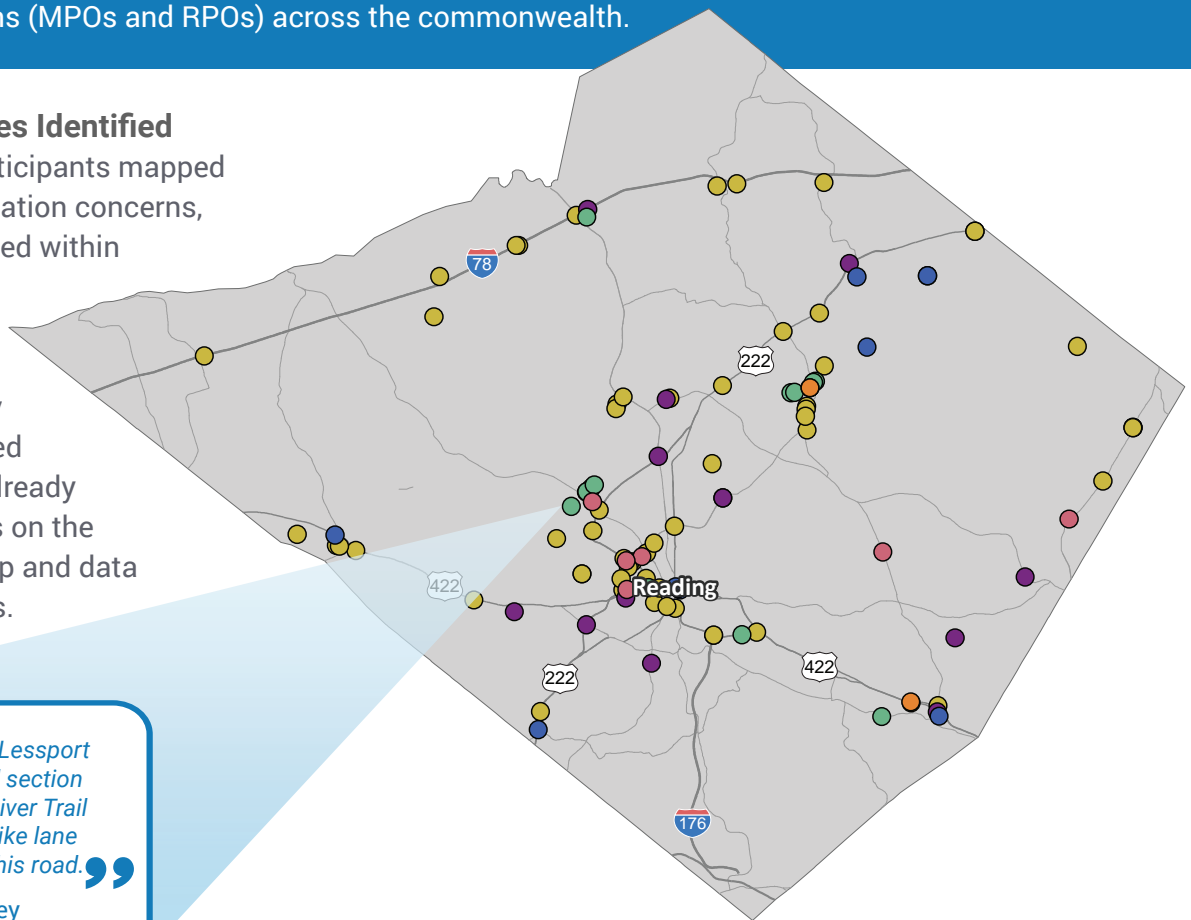 ns (MPOs and RPOs) across the commonwealth.
es Identified
ticipants mapped
ation concerns,
ed within
ed
lready
s on the
p and data
s.
Lessport
section
iver Trail
ike lane
his road.”
ey
78
222
422
Reading
222
422
176